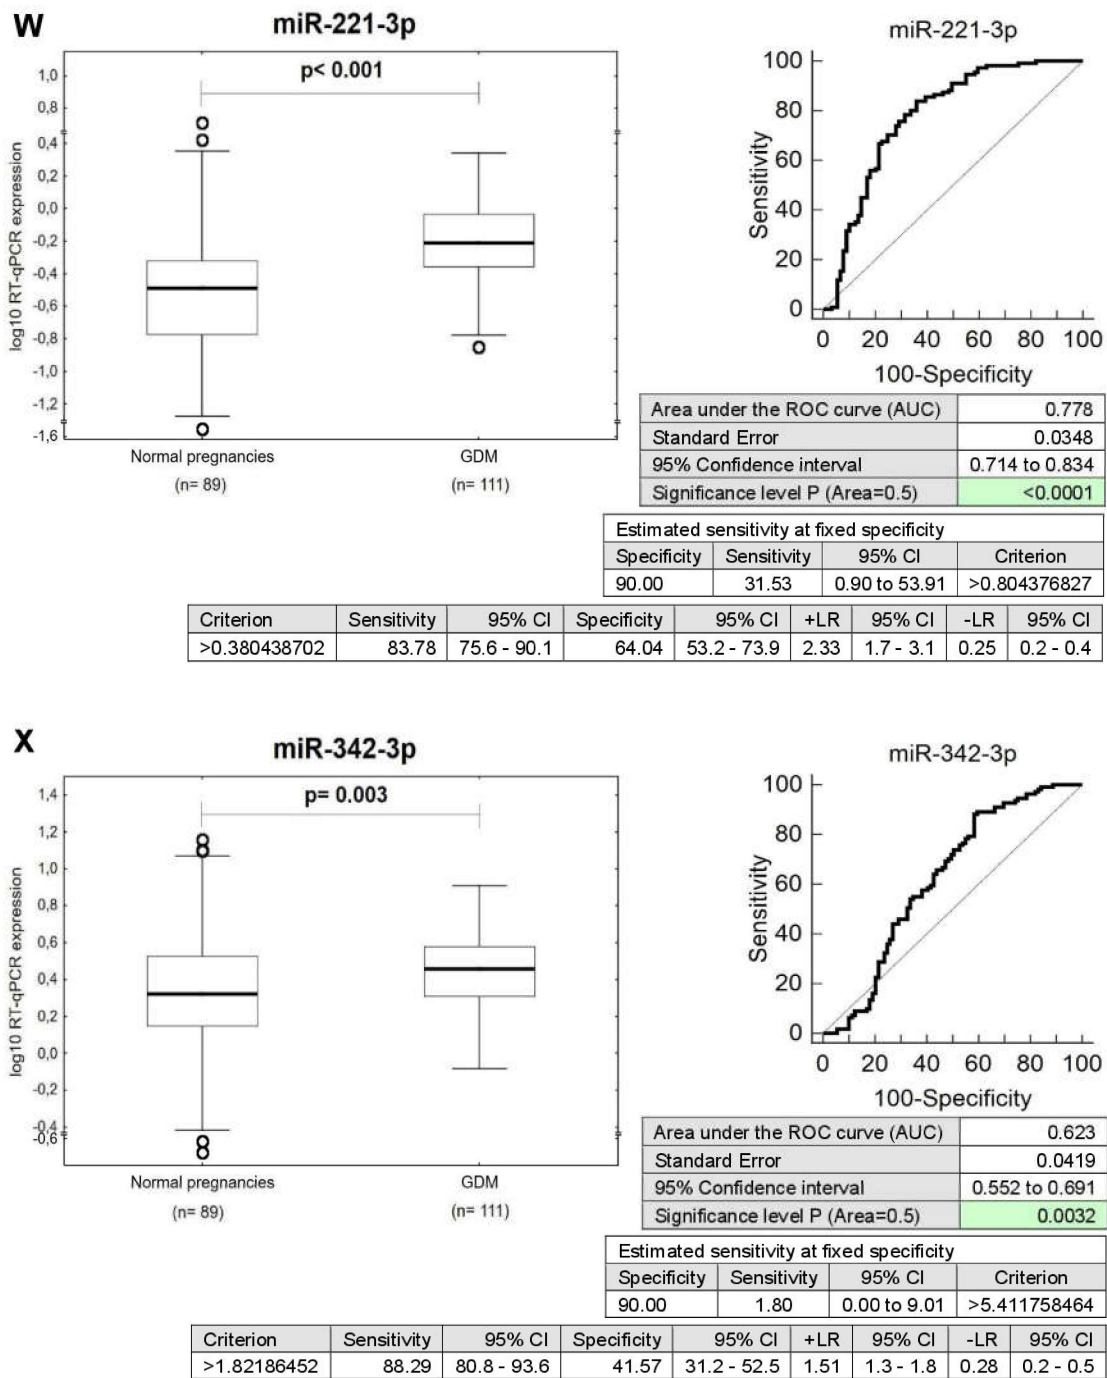 W
miR-221-3p
p< 0.001
log10 RT-qPCR expression
1,0
0,8
0,4
0,2
0,0
-0,2
-0,4
-0,6
-0,8
-1,0
-1,2
-1,6
Normal pregnancies
(n= 89)
GDM
(n= 111)
miR-221-3p
Sensitivity
100
80
60
40
20
0
0 20 40 60 80 100
100-Specificity
Area under the ROC curve (AUC) 0.778
Standard Error 0.0348
95% Confidence interval 0.714 to 0.834
Significance level P (Area=0.5) <0.0001
Estimated sensitivity at fixed specificity
Specificity Sensitivity 95% CI Criterion
90.00 31.53 0.90 to 53.91 >0.804376827
Criterion Sensitivity 95% CI Specificity 95% CI +LR 95% CI -LR 95% CI
>0.380438702 83.78 75.6 - 90.1 64.04 53.2 - 73.9 2.33 1.7 - 3.1 0.25 0.2 - 0.4
X
miR-342-3p
p= 0.003
log10 RT-qPCR expression
1,4
1,2
1,0
0,8
0,6
0,4
0,2
0,0
-0,2
-0,4
-0,6
Normal pregnancies
(n= 89)
GDM
(n= 111)
miR-342-3p
Sensitivity
100
80
60
40
20
0
0 20 40 60 80 100
100-Specificity
Area under the ROC curve (AUC) 0.623
Standard Error 0.0419
95% Confidence interval 0.552 to 0.691
Significance level P (Area=0.5) 0.0032
Estimated sensitivity at fixed specificity
Specificity Sensitivity 95% CI Criterion
90.00 1.80 0.00 to 9.01 >5.411758464
Criterion Sensitivity 95% CI Specificity 95% CI +LR 95% CI -LR 95% CI
>1.82186452 88.29 80.8 - 93.6 41.57 31.2 - 52.5 1.51 1.3 - 1.8 0.28 0.2 - 0.5